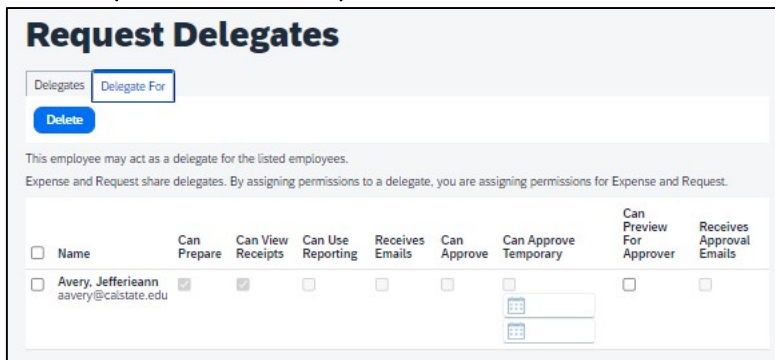 Request Delegates
Delegates Delegate For
Delete
This employee may act as a delegate for the listed employees.
Expense and Request share delegates. By assigning permissions to a delegate, you are assigning permissions for Expense and Request.
Name Can Prepare Can View Receipts Can Use Reporting Receives Emails Can Approve Can Approve Temporary Can Preview For Approver Receives Approval Emails
Avery, Jefferieann
aavery@calstate.edu